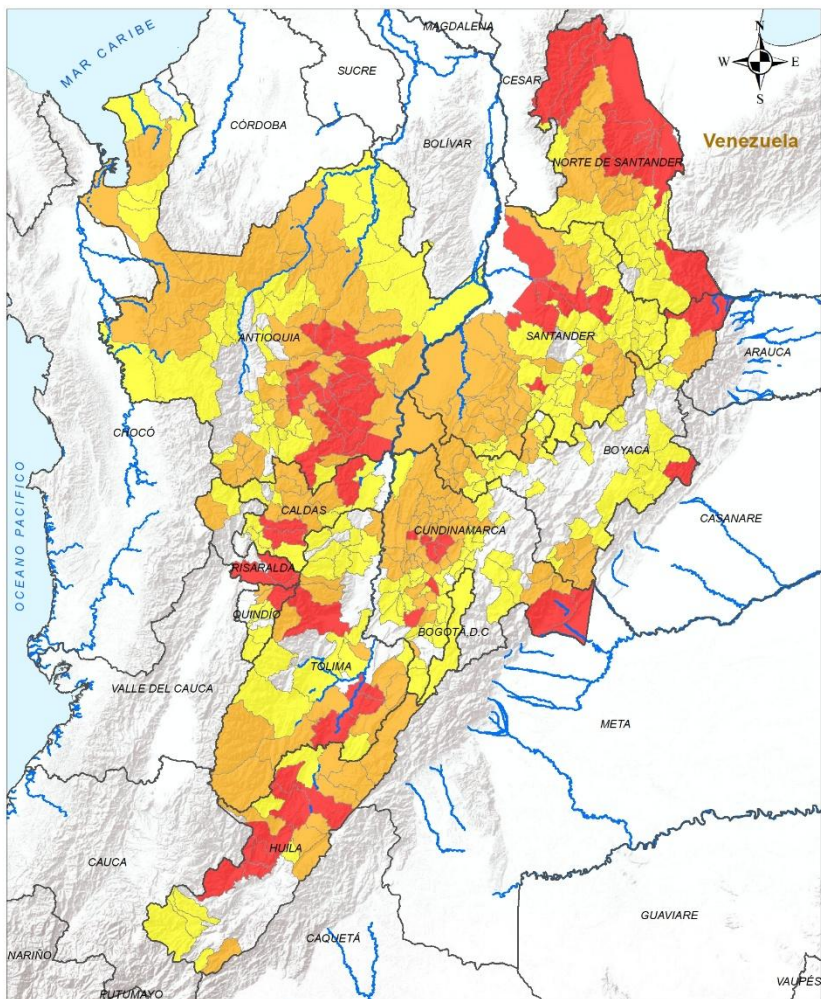 MAGDALENA
MAR CARIBE
N
W E
S
SUCRE
CESAR
CÓRDOBA
BOLÍVAR
Venezuela
NORTE DE SANTANDER
ANTIOQUIA
SANTANDER
ARAUCA
CHOCÓ
BOYACA
OCEANO PACIFICO
CALDAS
CUNDINAMARCA
CASANARE
RISARALDA
QUINDÍO
BOGOTÁ, D.C
TOLIMA
VALLE DEL CAUCA
META
HUILA
CAUCA
GUAVIARE
CAQUETÁ
NARIÑO
PUTUMAYO
VAUPÉS